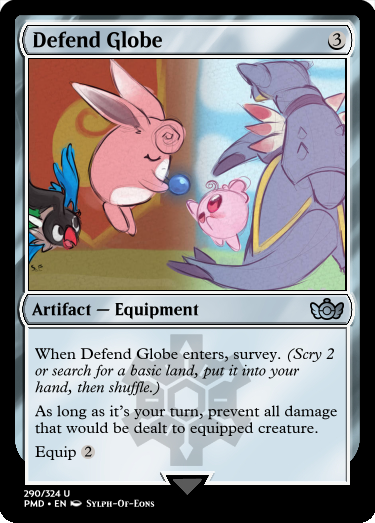 Defend Globe 3
Artifact — Equipment
When Defend Globe enters, survey. (Scry 2
or search for a basic land, put it into your
hand, then shuffle.)
As long as it's your turn, prevent all damage
that would be dealt to equipped creature.
Equip 2
290/324 U
PMD • EN Sylph-Of-Eons